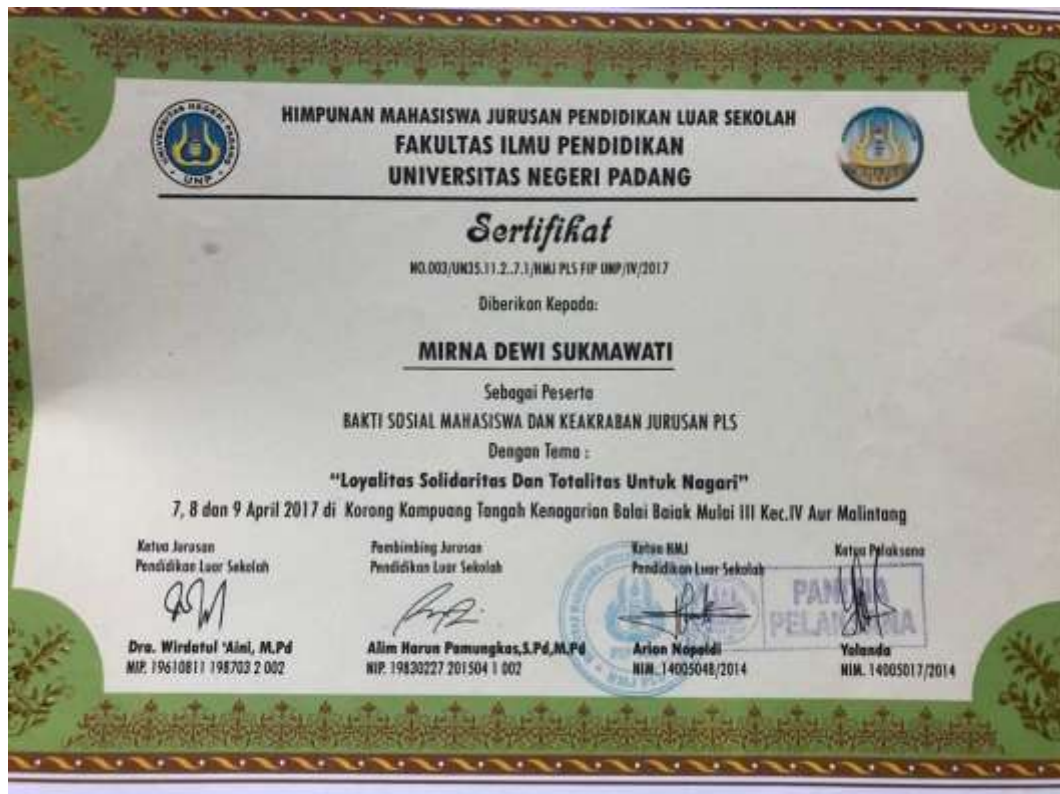 HIMPUNAN MAHASISWA JURUSAN PENDIDIKAN LUAR SEKOLAH
FAKULTAS ILMU PENDIDIKAN
UNIVERSITAS NEGERI PADANG
UNIVERSITAS NEGERI PADANG
UNP
Sertifikat
NO.003/UN35.11.2..7.1/HMJ PLS FIP UNP/IV/2017
Diberikan Kepada:
MIRNA DEWI SUKMAWATI
Sebagai Peserta
BAKTI SOSIAL MAHASISWA DAN KEAKRABAN JURUSAN PLS
Dengan Tema :
"Loyalitas Solidaritas Dan Totalitas Untuk Nagari"
7, 8 dan 9 April 2017 di Korong Kampuang Tangah Kenagarian Balai Baiak Mulai III Kec.IV Aur Malintang
Ketua Jurusan
Pendidikan Luar Sekolah
Dra. Wirdatul 'Aini, M.Pd
MIP. 19610811 198703 2 002
Pembimbing Jurusan
Pendidikan Luar Sekolah
Alim Harun Pamungkas,S.Pd,M.Pd
NIP. 19830227 201504 1 002
Ketua HMJ
Pendidikan Luar Sekolah
Arion Nopaldi
NIM. 14005048/2014
Ketua Pelaksana
PANITIA
PELAKSANA
Yolanda
NIM. 14005017/2014
HMJ PLS